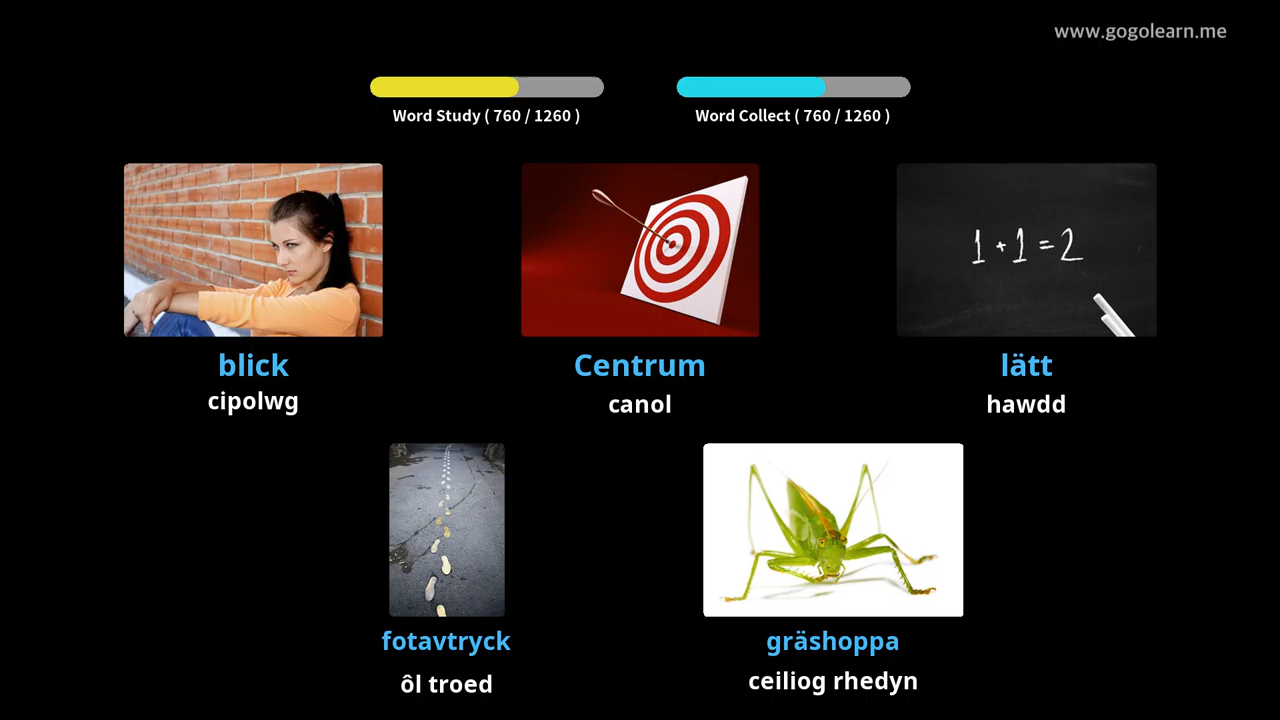 www.gogolearn.me
Word Study ( 760 / 1260 )
Word Collect ( 760 / 1260 )
1 + 1 = 2
blick
cipolwg
Centrum
canol
lätt
hawdd
fotavtryck
ôl troed
gräshoppa
ceiliog rhedyn